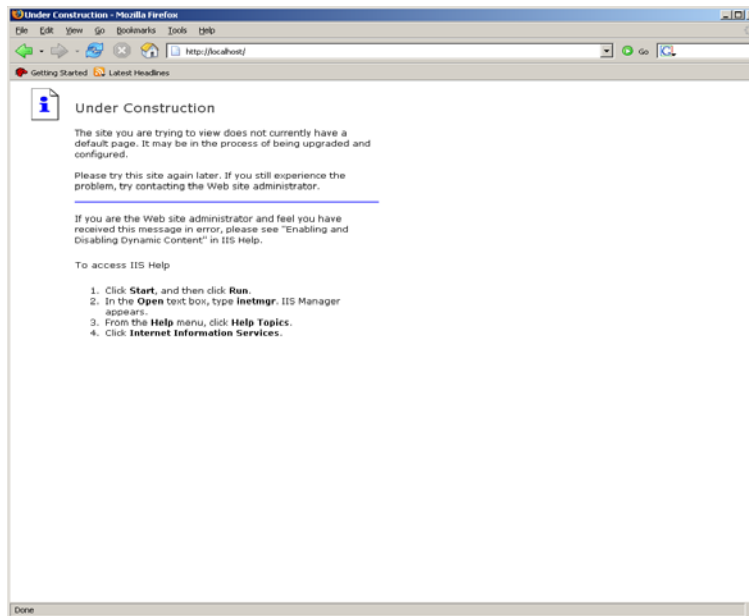 Under Construction - Mozilla Firefox
File Edit View Go Bookmarks Tools Help
http://localhost/ Go
Getting Started Latest Headlines
Under Construction
The site you are trying to view does not currently have a
default page. It may be in the process of being upgraded and
configured.
Please try this site again later. If you still experience the
problem, try contacting the Web site administrator.
If you are the Web site administrator and feel you have
received this message in error, please see "Enabling and
Disabling Dynamic Content" in IIS Help.
To access IIS Help
1. Click Start, and then click Run.
2. In the Open text box, type inetmgr. IIS Manager
appears.
3. From the Help menu, click Help Topics.
4. Click Internet Information Services.
Done